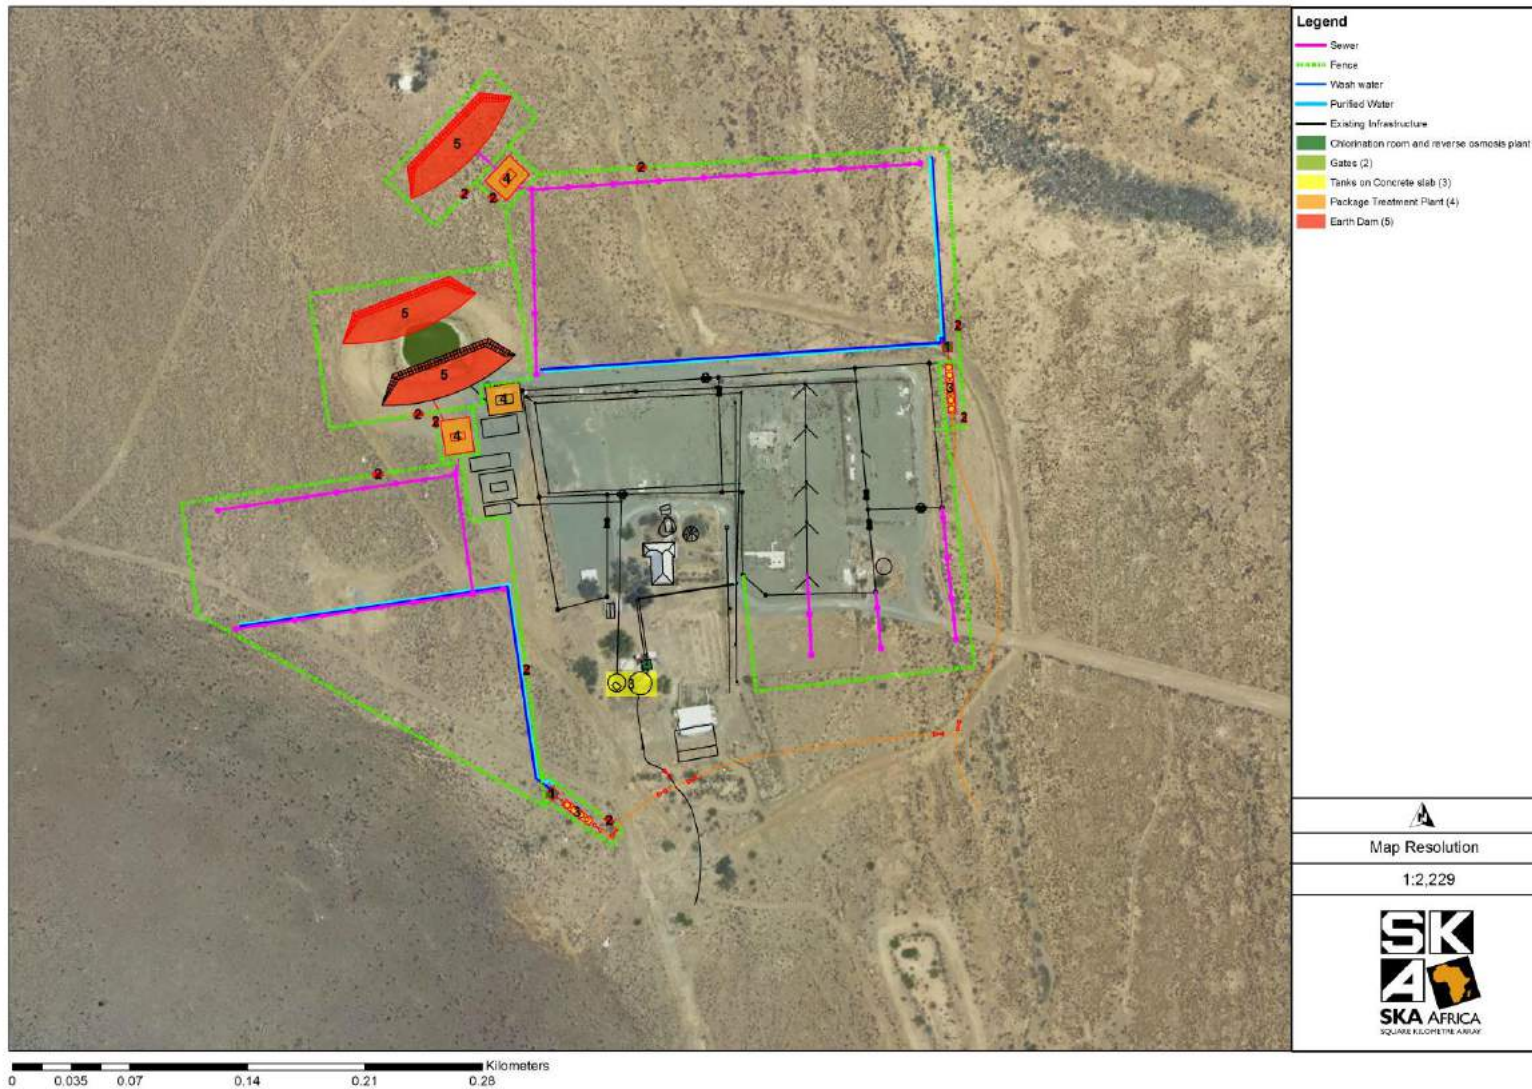 Legend
Sewer
Fence
Wash water
Purified Water
Existing Infrastructure
Chlorination room and reverse osmosis plant
Gates (2)
Tanks on Concrete slab (3)
Package Treatment Plant (4)
Earth Dam (5)
5
4
2
2
2
5
2
1
5
3
4
2
2
2
4
2
2
3
1
3
2
Map Resolution
1:2,229
SKA
SKA AFRICA
SQUARE KILOMETRE ARRAY
Kilometers
0 0.035 0.07 0.14 0.21 0.28